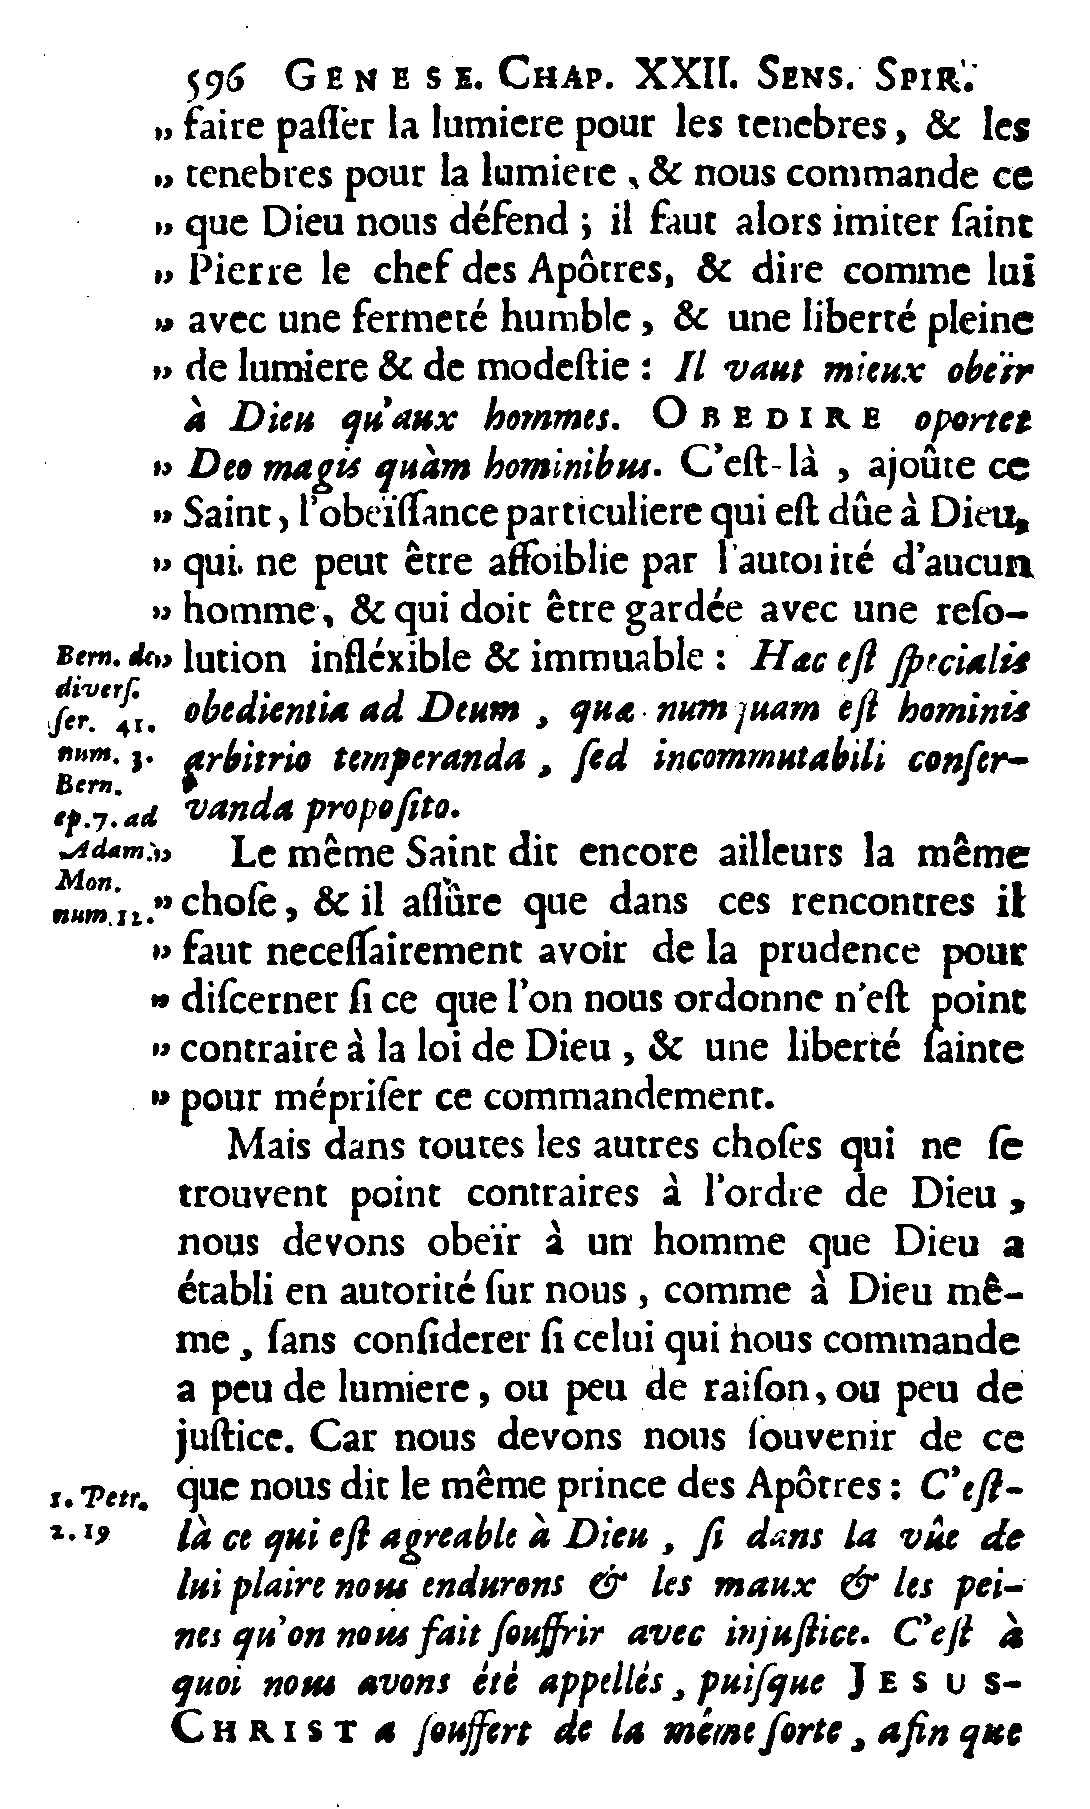 596 GENESE. CHAP. XXII. SENS. SPIR.
„ faire paſſer la lumiere pour les tenebres, & les
„ tenebres pour la lumiere, & nous commande ce
„ que Dieu nous défend ; il faut alors imiter ſaint
„ Pierre le chef des Apôtres, & dire comme lui
„ avec une fermeté humble, & une liberté pleine
„ de lumiere & de modeſtie : Il vaut mieux obeïr
à Dieu qu'aux hommes. OBEDIRE oportet
„ Deo magis quàm hominibus. C'eſt-là, ajoûte ce
„ Saint, l'obeïſſance particuliere qui eſt dûe à Dieu,
„ qui ne peut être affoiblie par l'autorité d'aucun
„ homme, & qui doit être gardée avec une reſo-
Bern. de „ lution infléxible & immuable : Hæc eſt ſpecialis
diverſ.
ſer. 41. obedientia ad Deum, quæ numquam eſt hominis
num. 3. arbitrio temperanda, ſed incommutabili conſer-
Bern.
ep. 7. ad vanda propoſito.
Adam. „ Le même Saint dit encore ailleurs la même
Mon.
num. 12. „ choſe, & il aſſûre que dans ces rencontres il
„ faut neceſſairement avoir de la prudence pour
„ diſcerner ſi ce que l'on nous ordonne n'eſt point
„ contraire à la loi de Dieu, & une liberté ſainte
„ pour mépriſer ce commandement.
Mais dans toutes les autres choſes qui ne ſe
trouvent point contraires à l'ordre de Dieu,
nous devons obeïr à un homme que Dieu a
établi en autorité ſur nous, comme à Dieu mê-
me, ſans conſiderer ſi celui qui nous commande
a peu de lumiere, ou peu de raiſon, ou peu de
juſtice. Car nous devons nous ſouvenir de ce
1. Petr. que nous dit le même prince des Apôtres : C'eſt-
2. 19 là ce qui eſt agreable à Dieu, ſi dans la vûe de
lui plaire nous endurons & les maux & les pei-
nes qu'on nous fait ſouffrir avec injuſtice. C'eſt à
quoi nous avons été appellés, puiſque JESUS-
CHRIST a ſouffert de la même ſorte, afin que